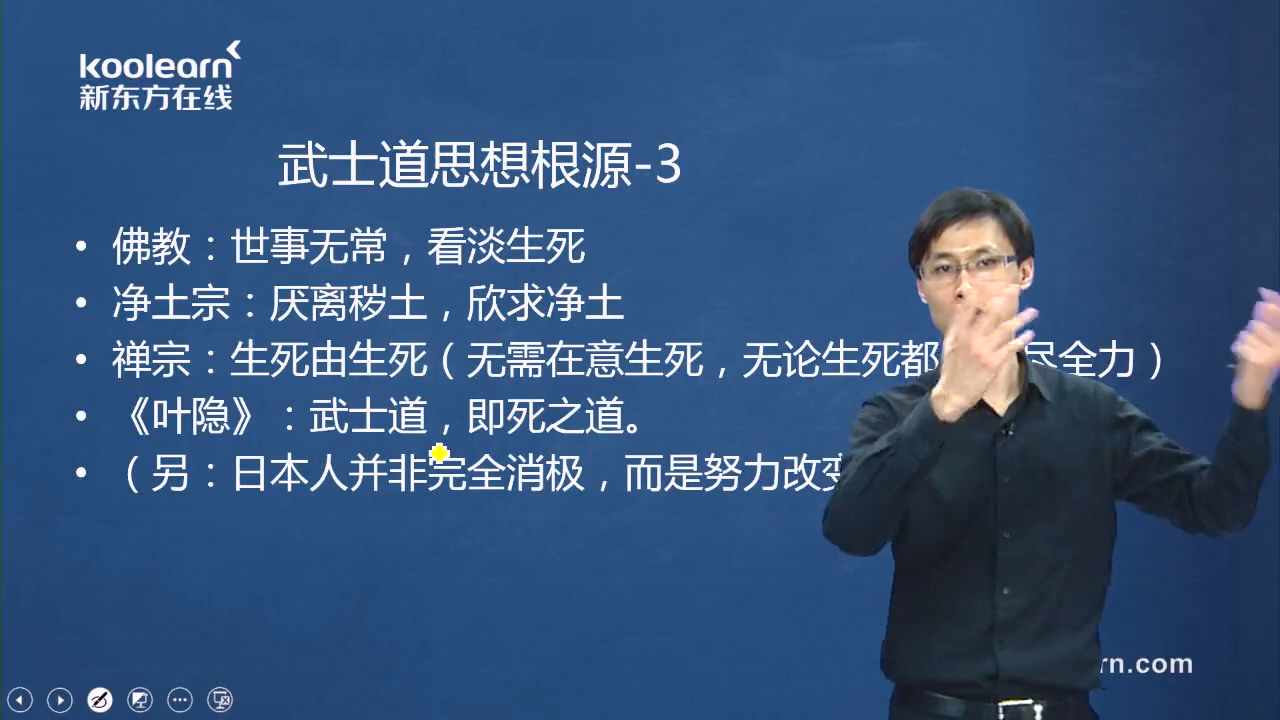 koolearn
新东方在线
武士道思想根源-3
• 佛教：世事无常，看淡生死
• 净土宗：厌离秽土，欣求净土
• 禅宗：生死由生死（无需在意生死，无论生死都 尽全力）
• 《叶隐》：武士道，即死之道。
• （另：日本人并非完全消极，而是努力改变
rn.com